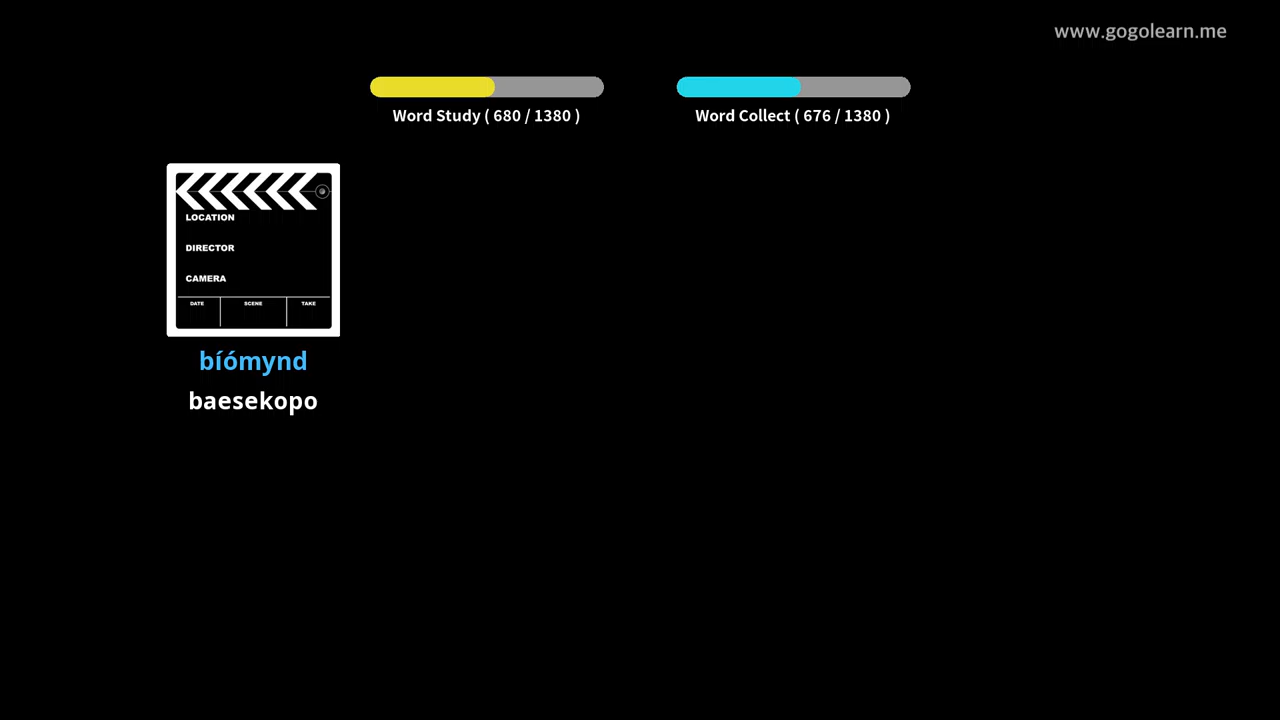 www.gogolearn.me
Word Study ( 680 / 1380 )
Word Collect ( 676 / 1380 )
LOCATION
DIRECTOR
CAMERA
DATE SCENE TAKE
bíómynd
baesekopo